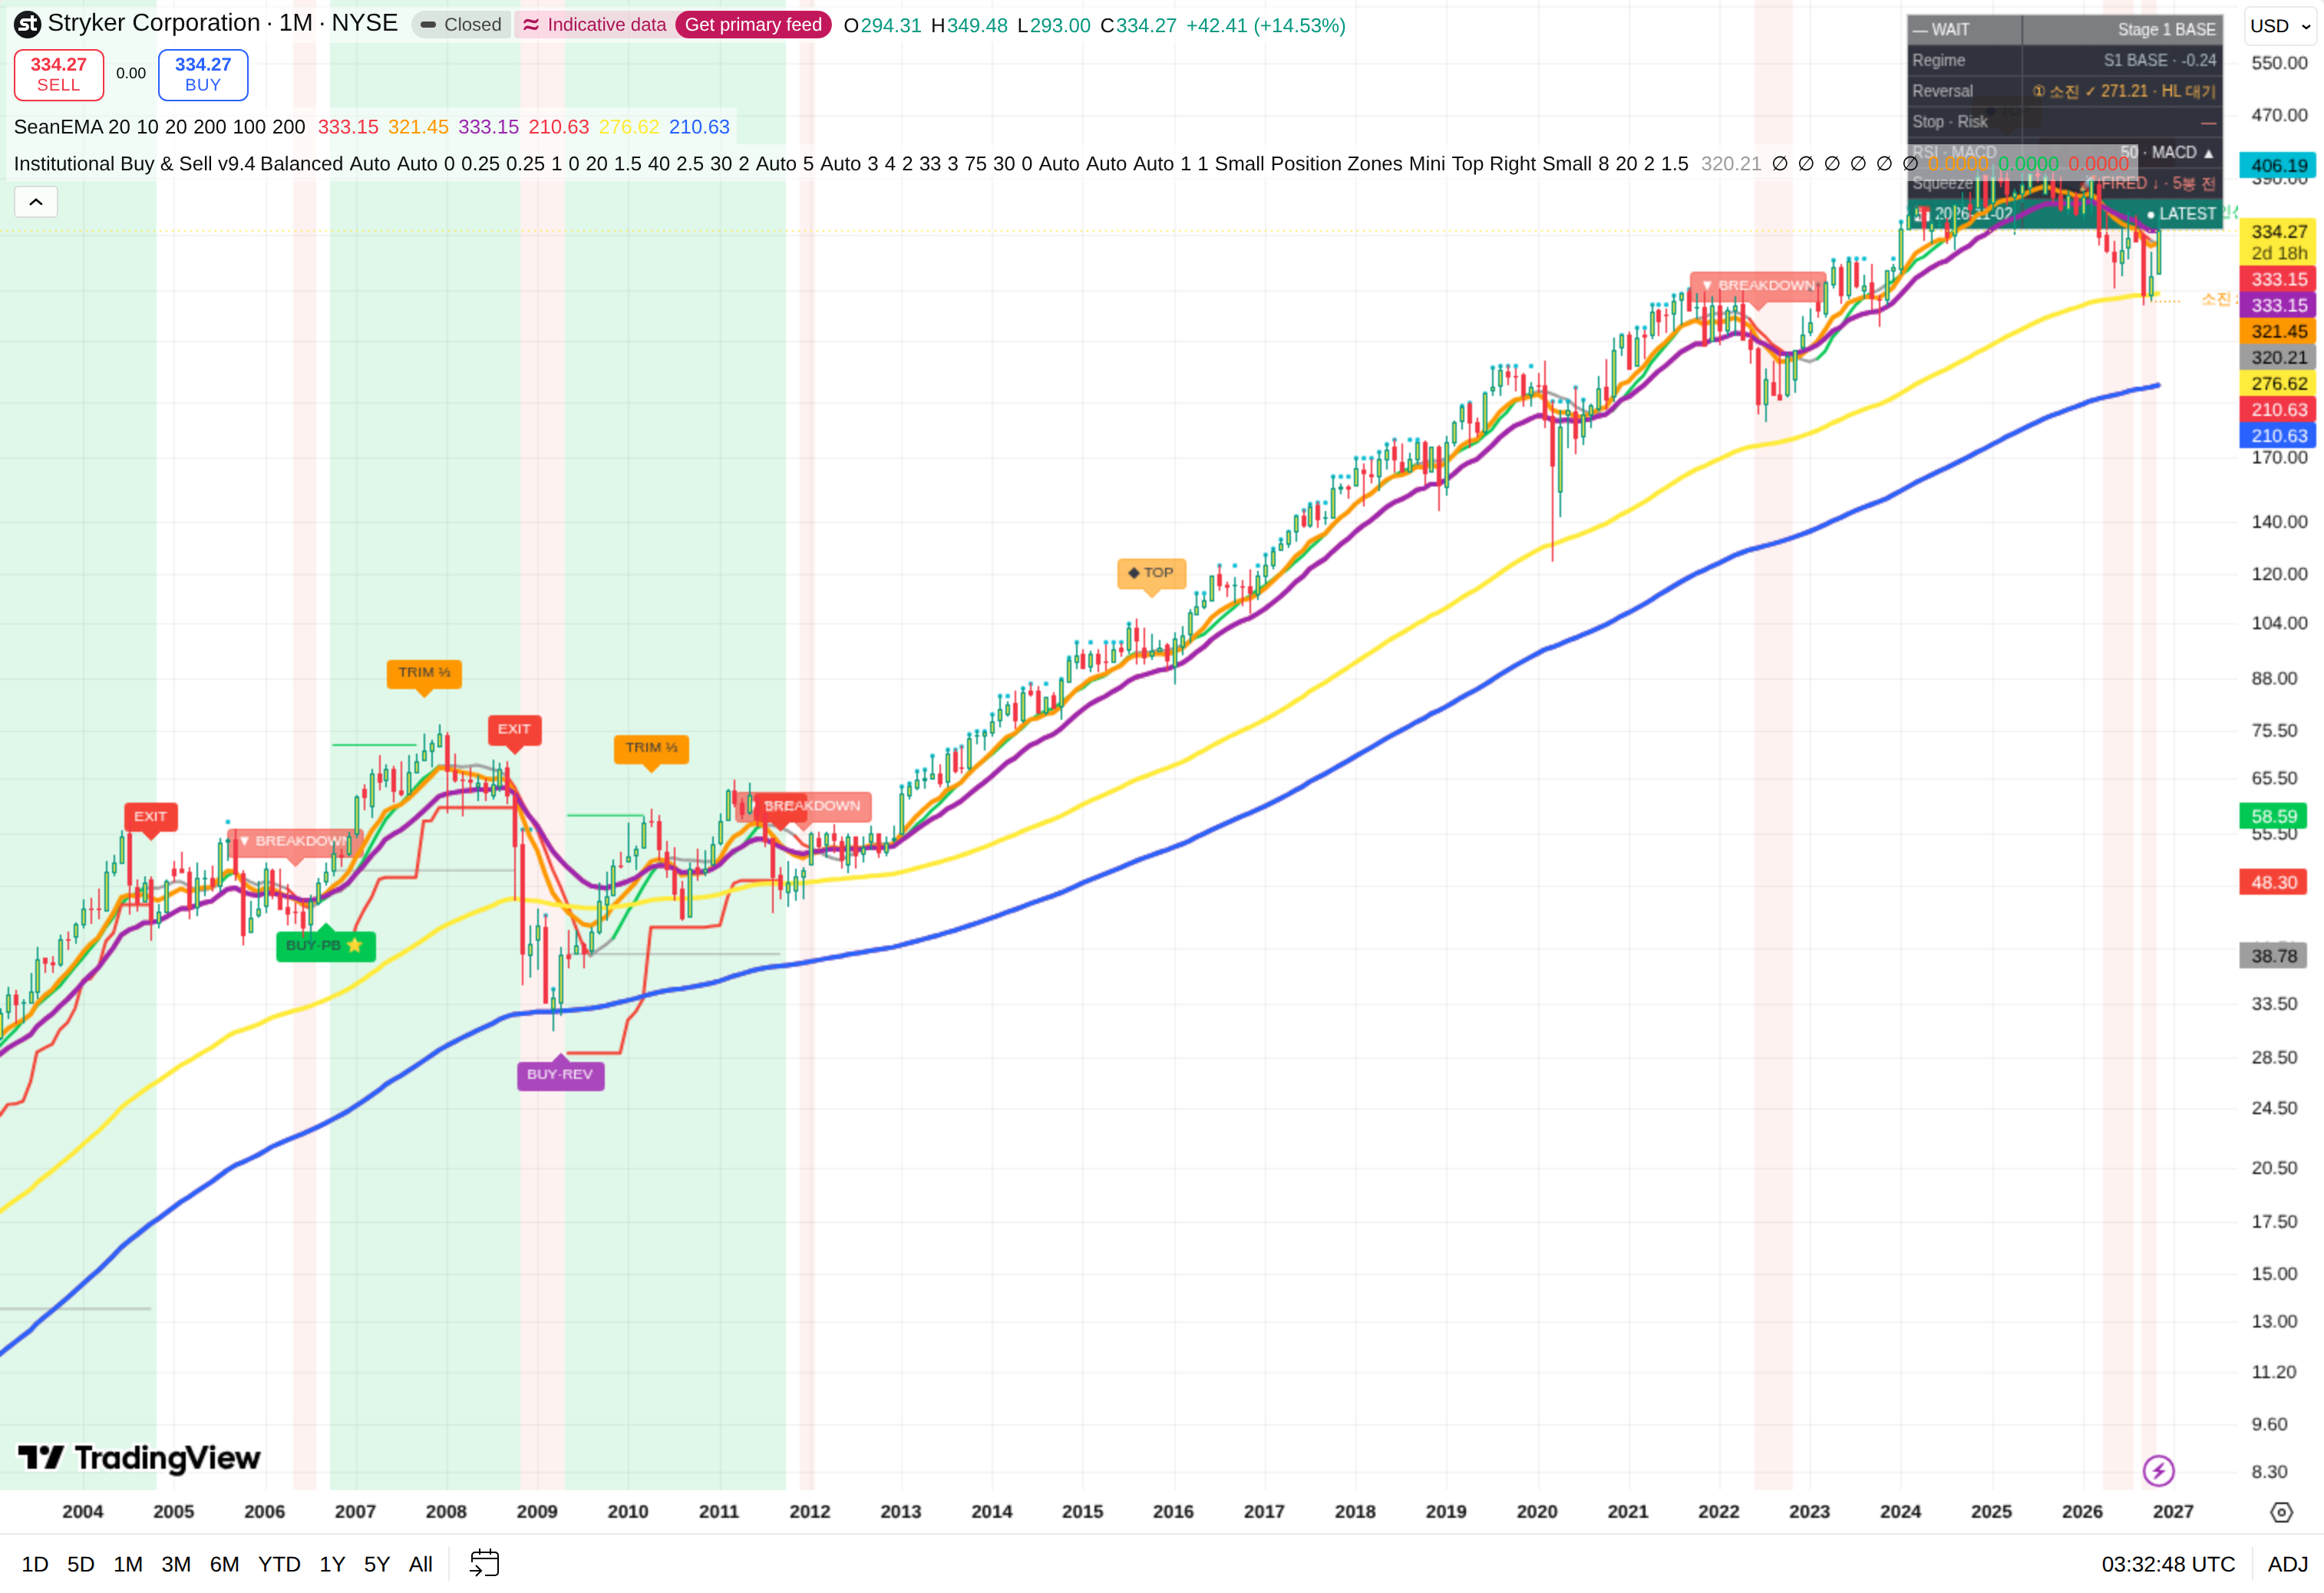 Stryker Corporation · 1M · NYSE Closed Indicative data Get primary feed O294.31 H349.48 L293.00 C334.27 +42.41 (+14.53%)
USD
334.27
SELL
0.00
334.27
BUY
SeanEMA 20 10 20 200 100 200 333.15 321.45 333.15 210.63 276.62 210.63
Institutional Buy & Sell v9.4 Balanced Auto Auto 0 0.25 0.25 1 0 20 1.5 40 2.5 30 2 Auto 5 Auto 3 4 2 33 3 75 30 0 Auto Auto Auto 1 1 Small Position Zones Mini Top Right Small 8 20 2 1.5 320.21 ∅ ∅ ∅ ∅ ∅ ∅ 0.0000 0.0000 0.0000
— WAIT Stage 1 BASE
Regime S1 BASE · -0.24
Reversal ① 소진 ✓ 271.21 · HL 대기
Stop · Risk —
RSI · MACD 50 · MACD ▲
Squeeze FIRED ↓ · 5봉 전
2026-11-02 ● LATEST
소진
▼ BREAKDOWN
◆ TOP
TRIM ⅓
EXIT
TRIM ⅓
EXIT
▼ BREAKDOWN
BREAKDOWN
BUY·PB ⭐
BUY·REV
550.00
470.00
406.19
390.00
334.27
2d 18h
333.15
333.15
321.45
320.21
276.62
210.63
210.63
170.00
140.00
120.00
104.00
88.00
75.50
65.50
58.59
55.50
48.30
38.78
33.50
28.50
24.50
20.50
17.50
15.00
13.00
11.20
9.60
8.30
TradingView
2004 2005 2006 2007 2008 2009 2010 2011 2012 2013 2014 2015 2016 2017 2018 2019 2020 2021 2022 2023 2024 2025 2026 2027
1D 5D 1M 3M 6M YTD 1Y 5Y All
03:32:48 UTC ADJ